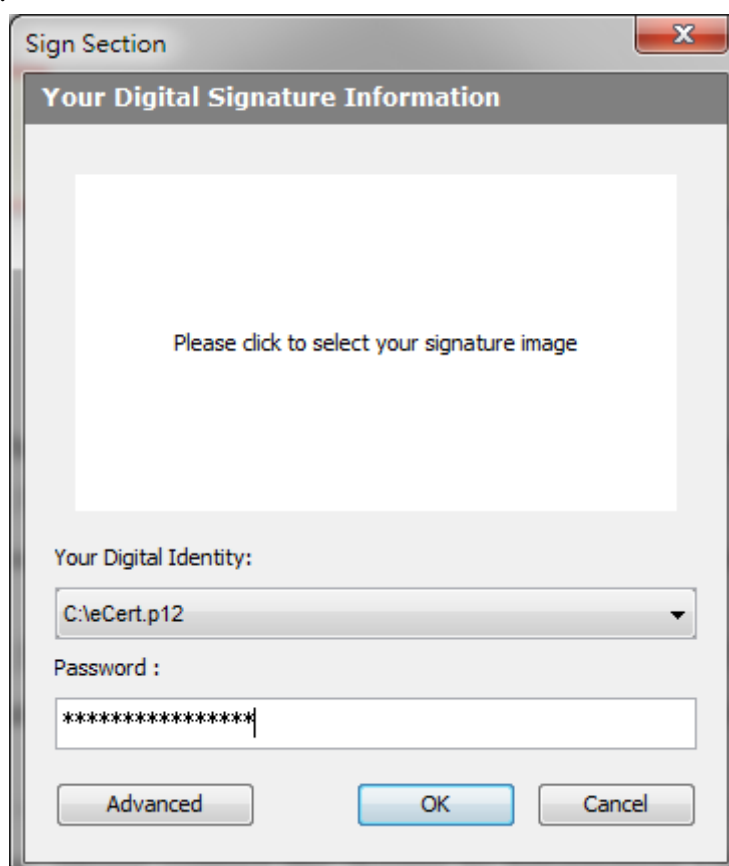 Sign Section
Your Digital Signature Information
Please click to select your signature image
Your Digital Identity:
C:\eCert.p12
Password :
****************
Advanced
OK
Cancel